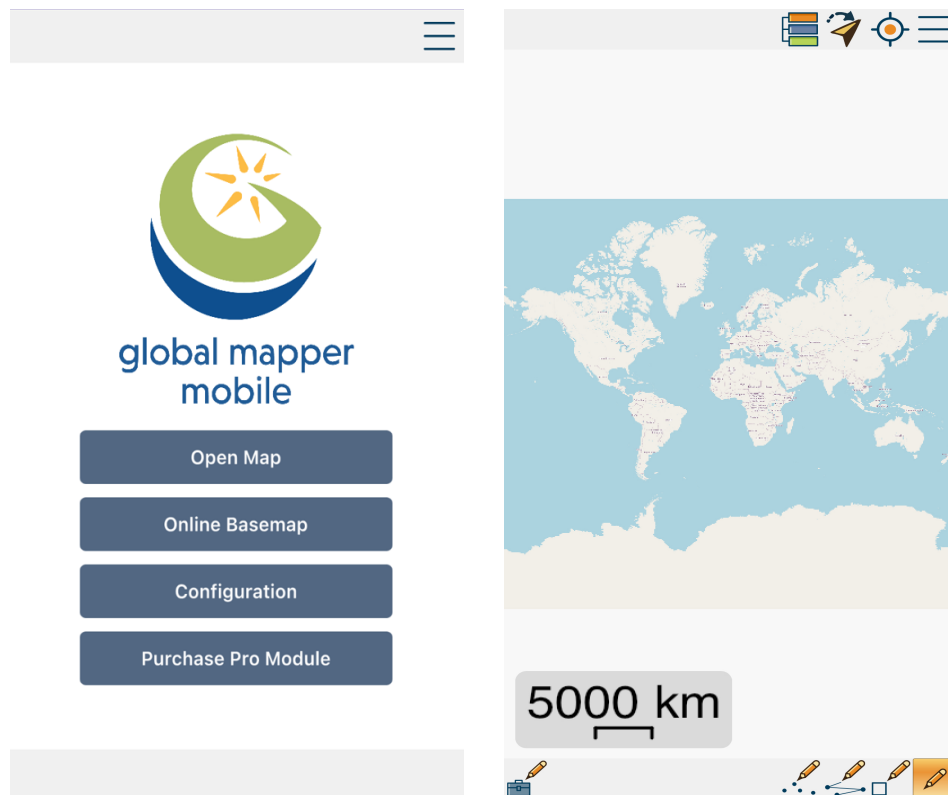 global mapper
mobile
Open Map
Online Basemap
Configuration
Purchase Pro Module
5000 km